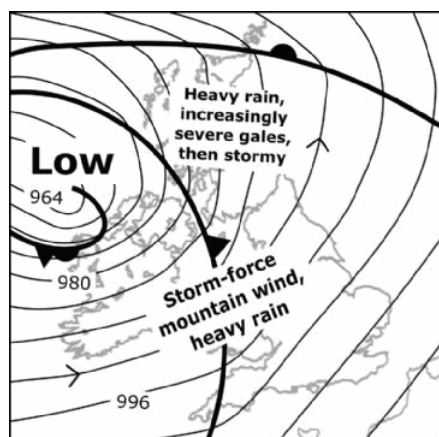 Heavy rain,
increasingly
severe gales,
then stormy
Low
964
980
Storm-force
mountain wind,
heavy rain
996